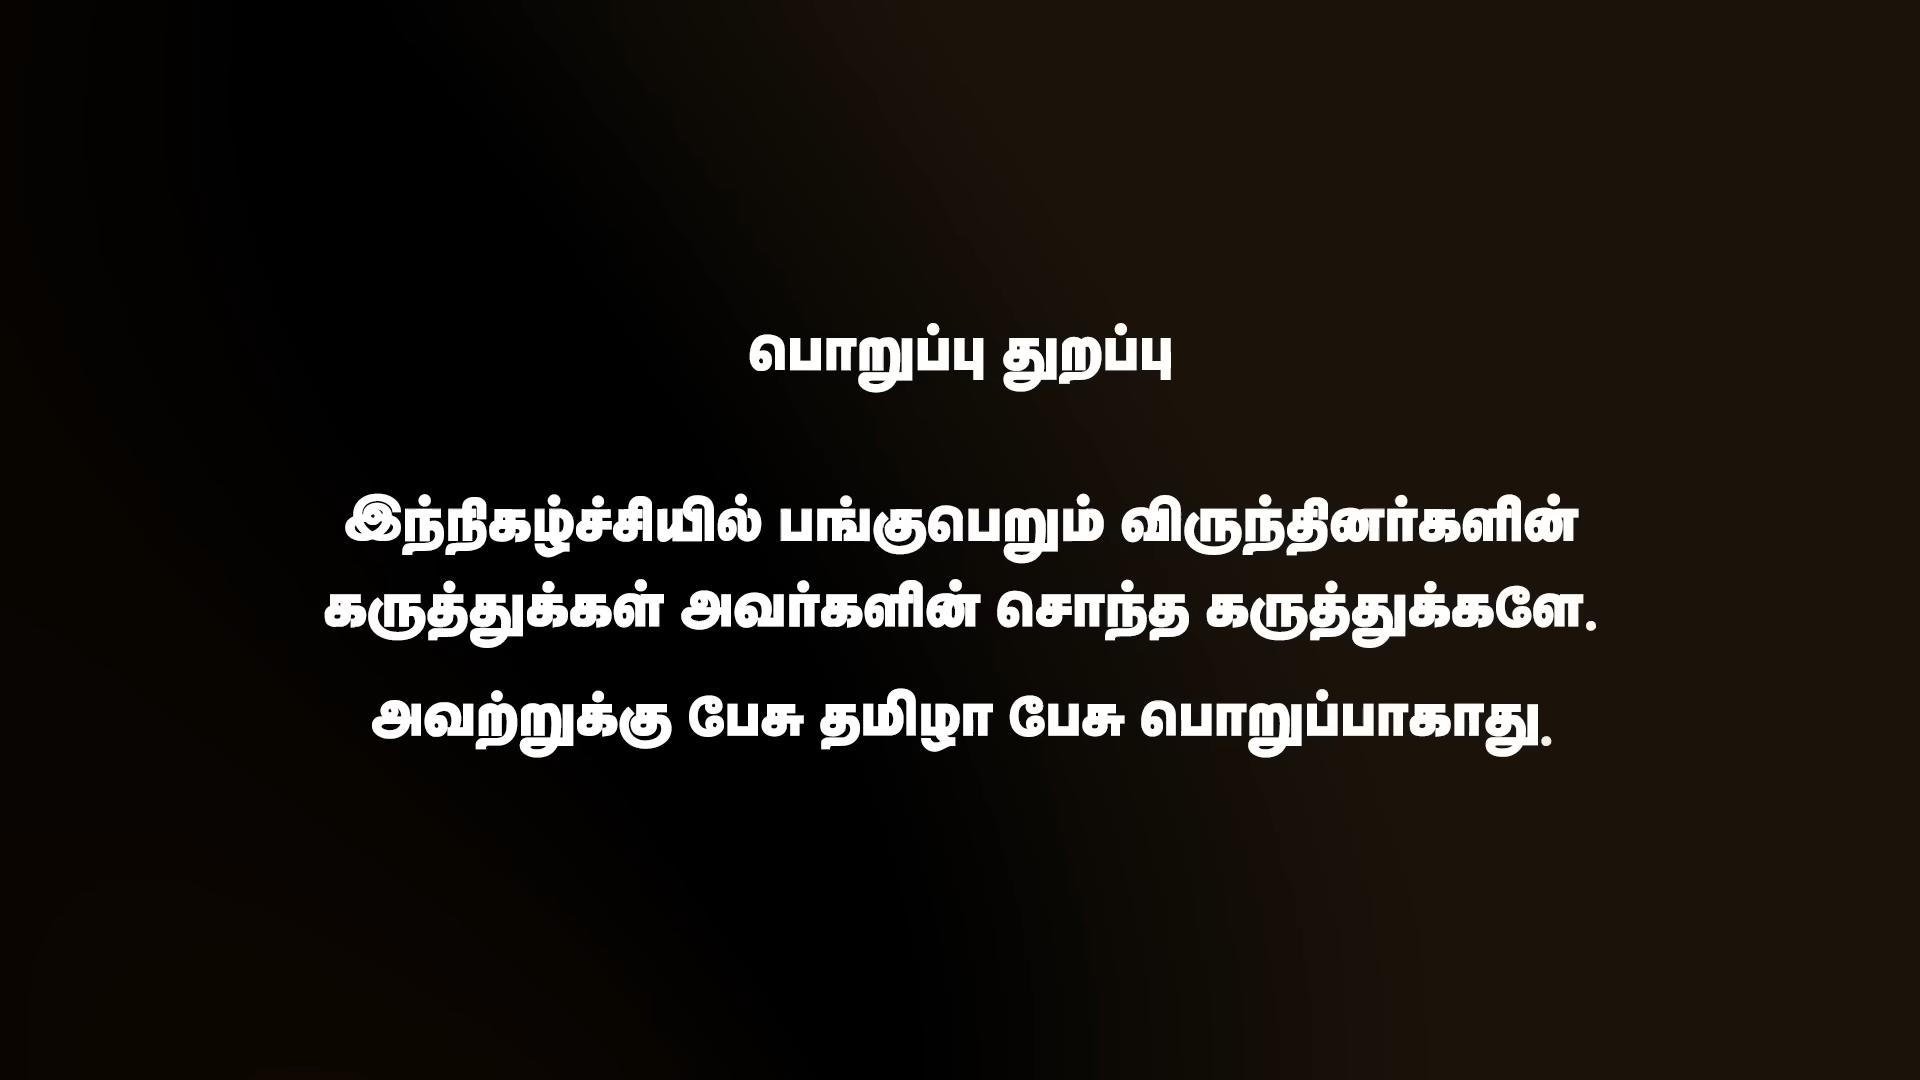 பொறுப்பு துறப்பு
இந்நிகழ்ச்சியில் பங்குபெறும் விருந்தினர்களின்
கருத்துக்கள் அவர்களின் சொந்த கருத்துக்களே.
அவற்றுக்கு பேசு தமிழா பேசு பொறுப்பாகாது.